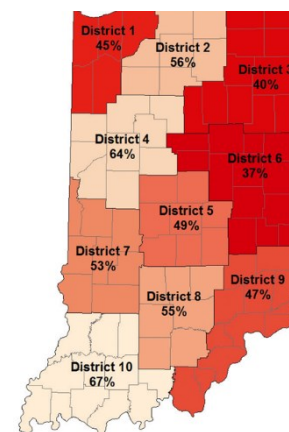 District 1
45%
District 2
56%
District 3
40%
District 4
64%
District 6
37%
District 5
49%
District 7
53%
District 9
47%
District 8
55%
District 10
67%